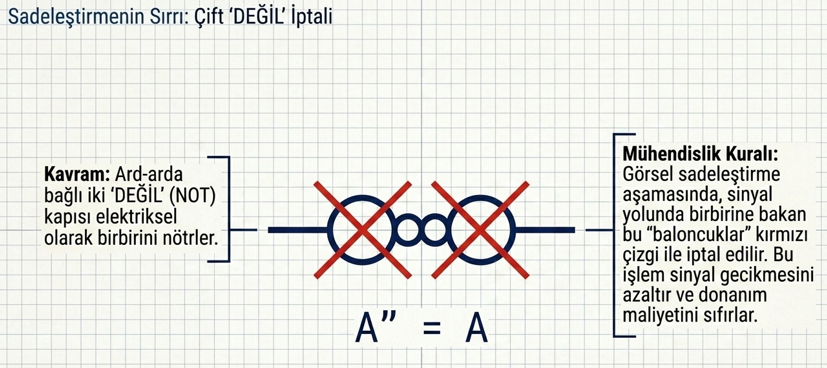 Sadeleştirmenin Sırrı: Çift ‘DEĞİL’ İptali
Kavram: Ard-arda
bağlı iki ‘DEĞİL’ (NOT)
kapısı elektriksel
olarak birbirini nötrler.
Mühendislik Kuralı:
Görsel sadeleştirme
aşamasında, sinyal
yolunda birbirine bakan
bu “baloncuklar” kırmızı
çizgi ile iptal edilir. Bu
işlem sinyal gecikmesini
azaltır ve donanım
maliyetini sıfırlar.
A” = A